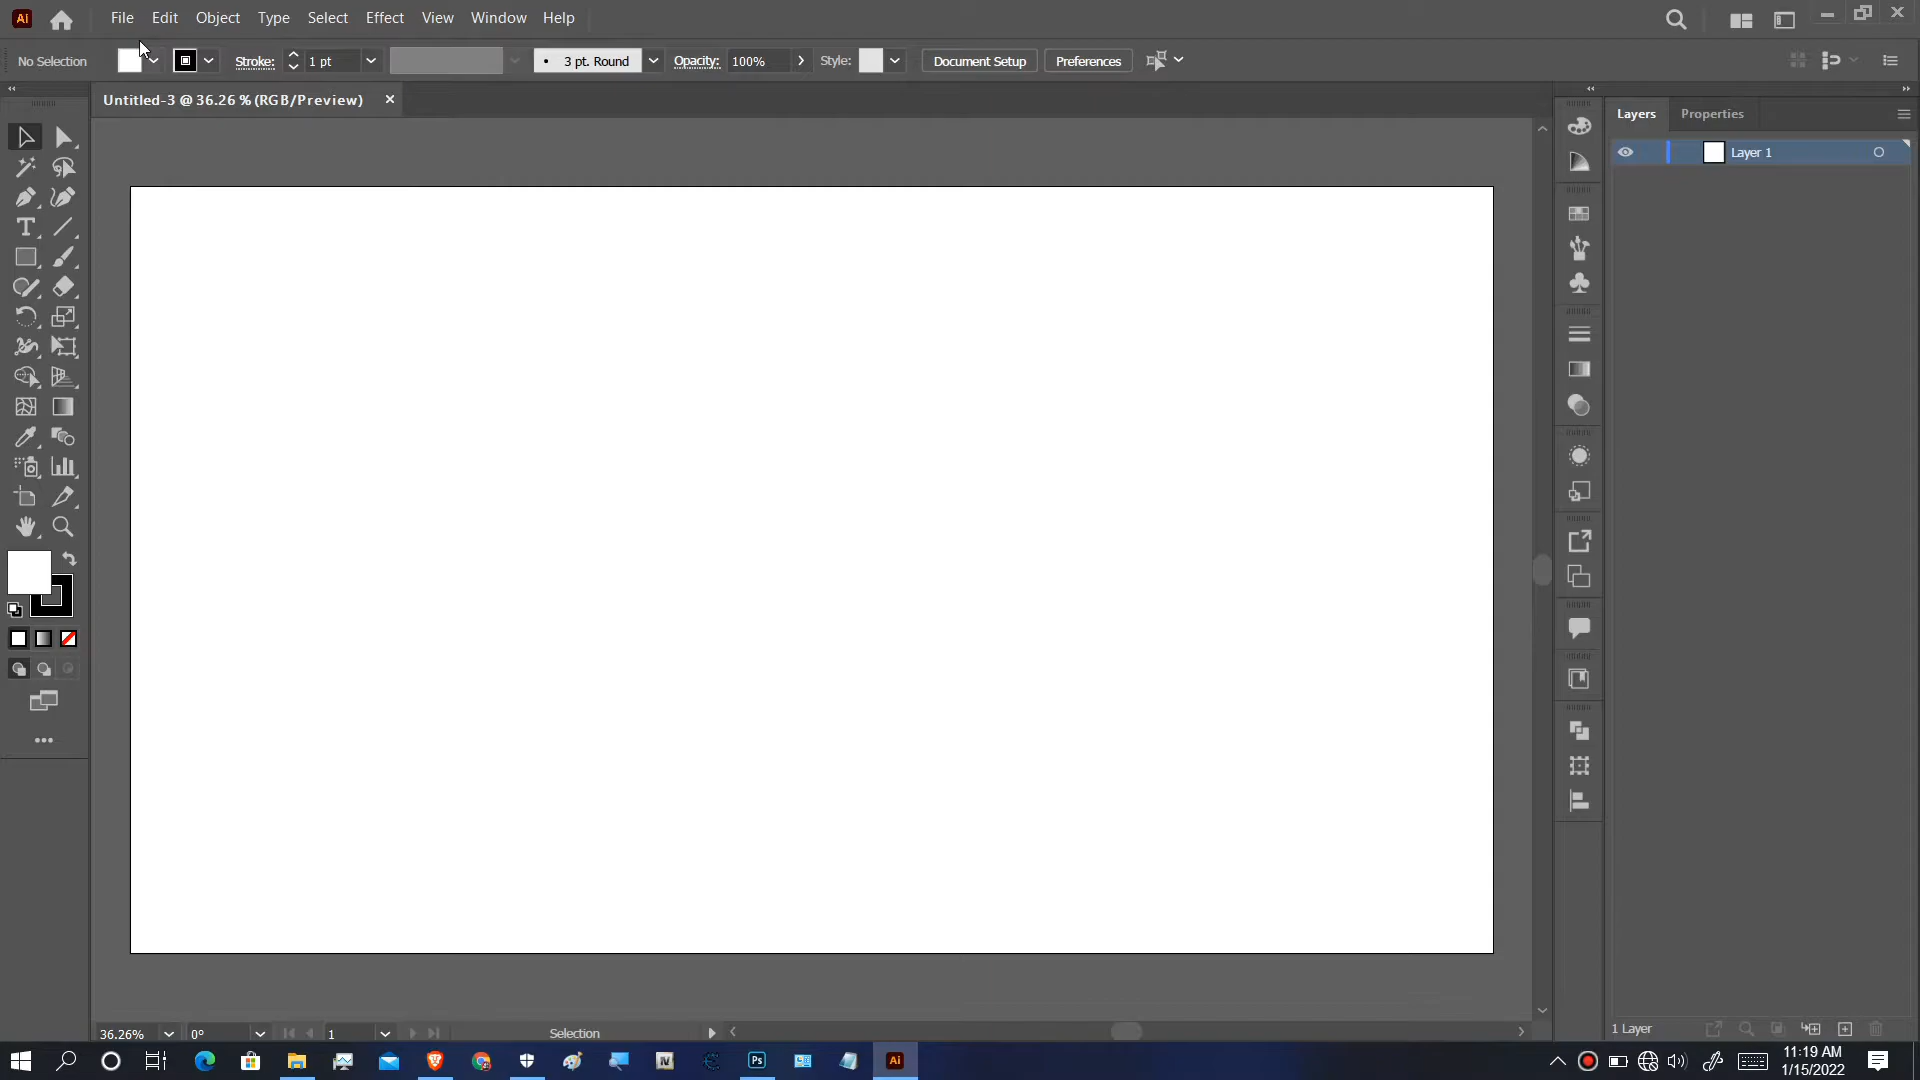 Ai File Edit Object Type Select Effect View Window Help
No Selection Stroke: 1 pt • 3 pt. Round Opacity: 100% Style: Document Setup Preferences
Untitled-3 @ 36.26 % (RGB/Preview) ×
Layers Properties
Layer 1
36.26% 0° 1 Selection
1 Layer
Ps Ai
11:19 AM
1/15/2022